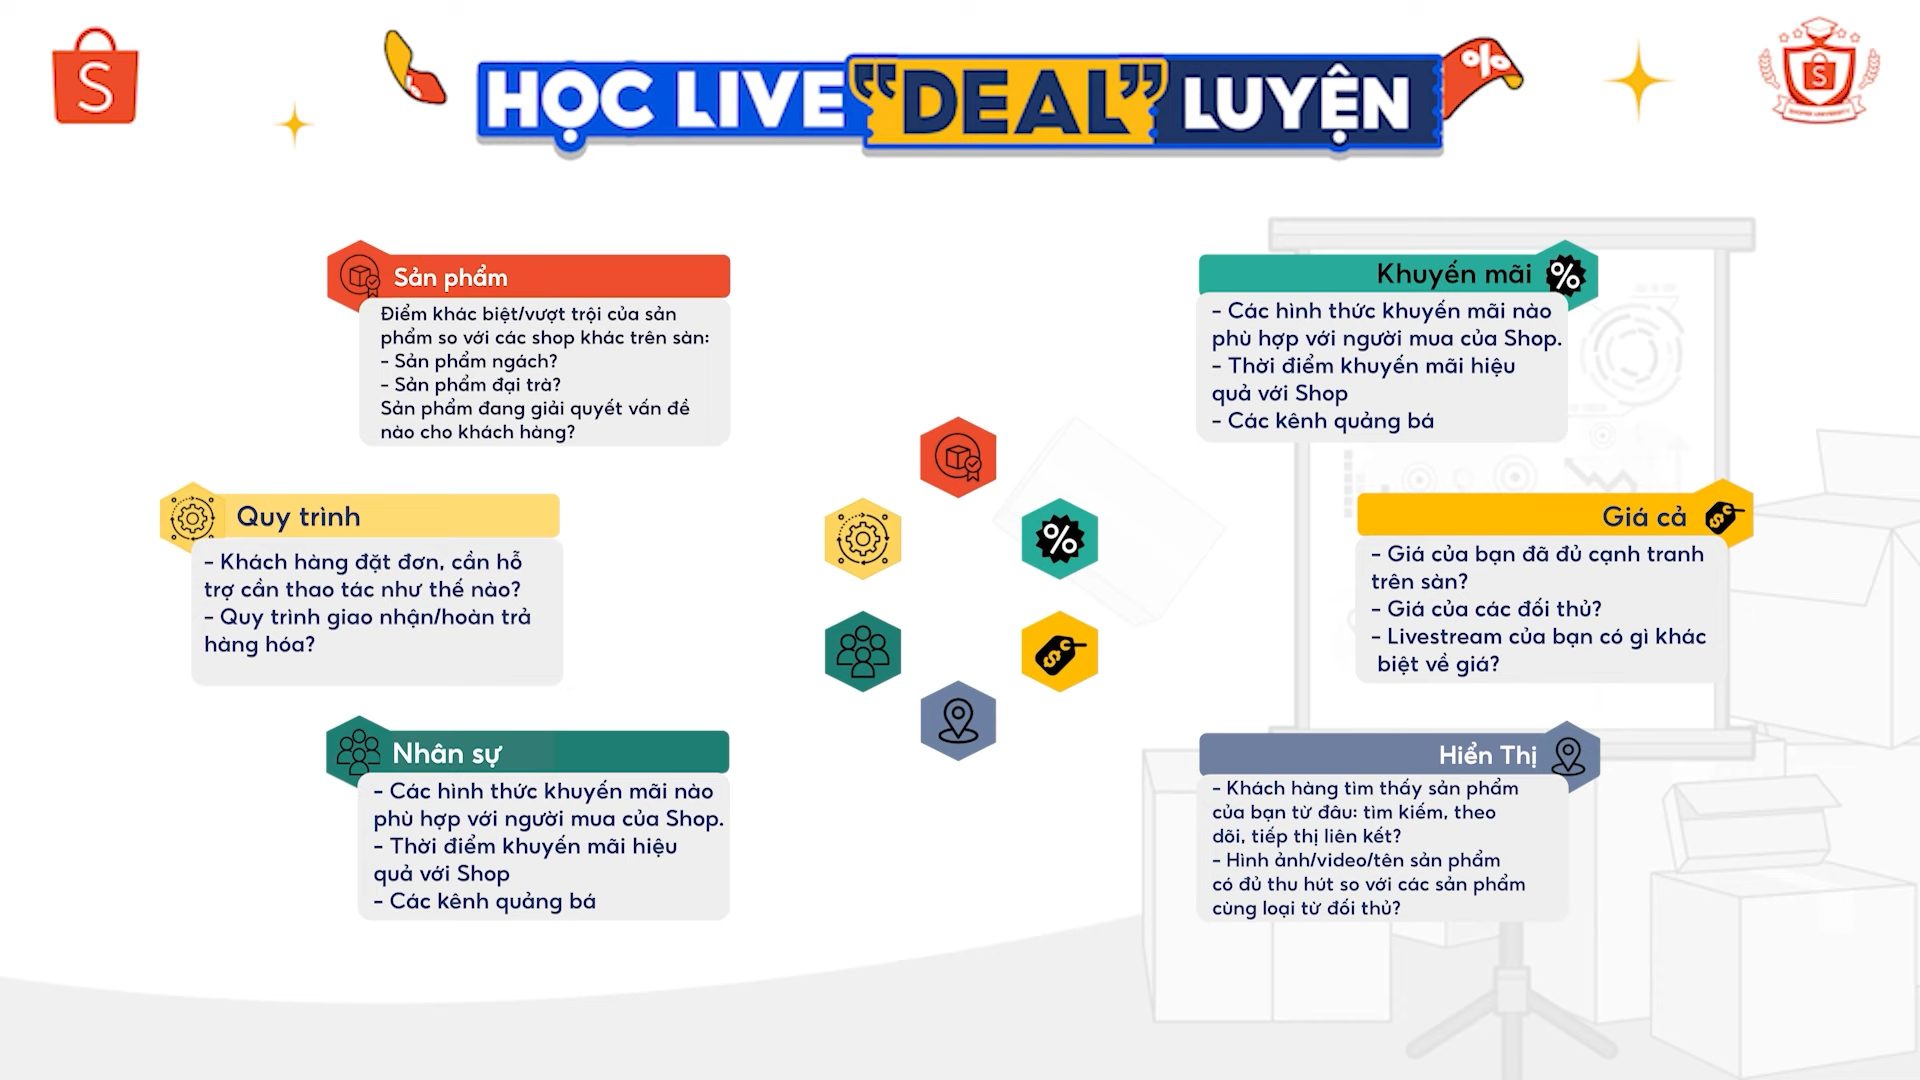 HỌC LIVE “DEAL” LUYỆN
%
S
S
SHOPEE UNIVERSITY
Sản phẩm
Điểm khác biệt/vượt trội của sản
phẩm so với các shop khác trên sàn:
- Sản phẩm ngách?
- Sản phẩm đại trà?
Sản phẩm đang giải quyết vấn đề
nào cho khách hàng?
Khuyến mãi %
- Các hình thức khuyến mãi nào
phù hợp với người mua của Shop.
- Thời điểm khuyến mãi hiệu
quả với Shop
- Các kênh quảng bá
Quy trình
- Khách hàng đặt đơn, cần hỗ
trợ cần thao tác như thế nào?
- Quy trình giao nhận/hoàn trả
hàng hóa?
%
$
Giá cả $
- Giá của bạn đã đủ cạnh tranh
trên sàn?
- Giá của các đối thủ?
- Livestream của bạn có gì khác
biệt về giá?
Nhân sự
- Các hình thức khuyến mãi nào
phù hợp với người mua của Shop.
- Thời điểm khuyến mãi hiệu
quả với Shop
- Các kênh quảng bá
Hiển Thị
- Khách hàng tìm thấy sản phẩm
của bạn từ đâu: tìm kiếm, theo
dõi, tiếp thị liên kết?
- Hình ảnh/video/tên sản phẩm
có đủ thu hút so với các sản phẩm
cùng loại từ đối thủ?